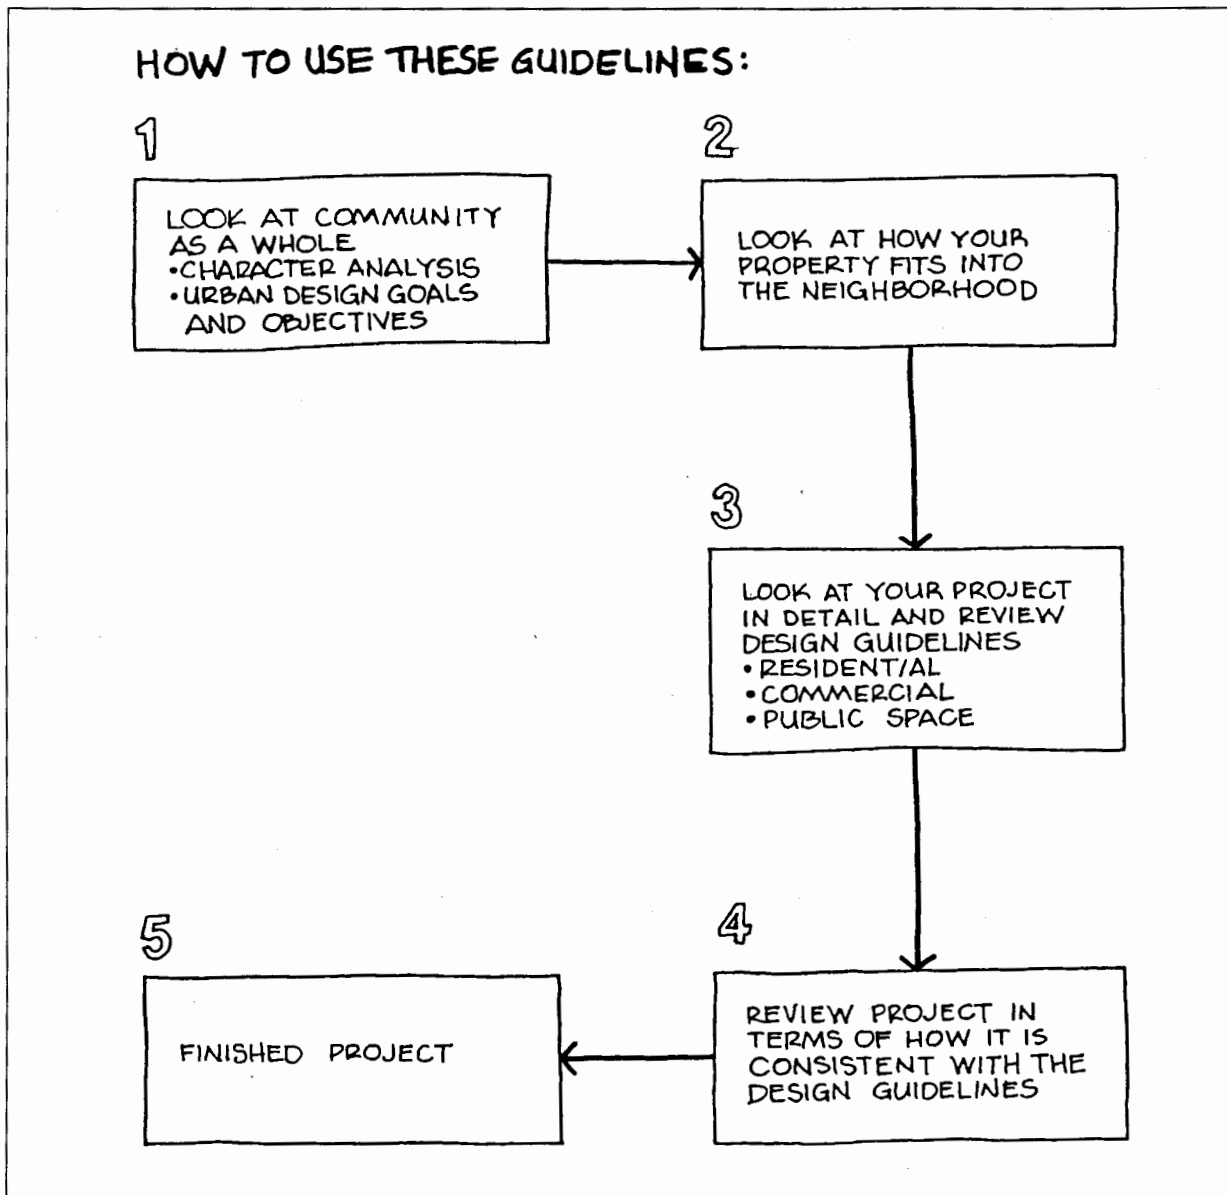 HOW TO USE THESE GUIDELINES:
1
LOOK AT COMMUNITY
AS A WHOLE
•CHARACTER ANALYSIS
•URBAN DESIGN GOALS
AND OBJECTIVES
2
LOOK AT HOW YOUR
PROPERTY FITS INTO
THE NEIGHBORHOOD
3
LOOK AT YOUR PROJECT
IN DETAIL AND REVIEW
DESIGN GUIDELINES
•RESIDENTIAL
•COMMERCIAL
•PUBLIC SPACE
4
REVIEW PROJECT IN
TERMS OF HOW IT IS
CONSISTENT WITH THE
DESIGN GUIDELINES
5
FINISHED PROJECT